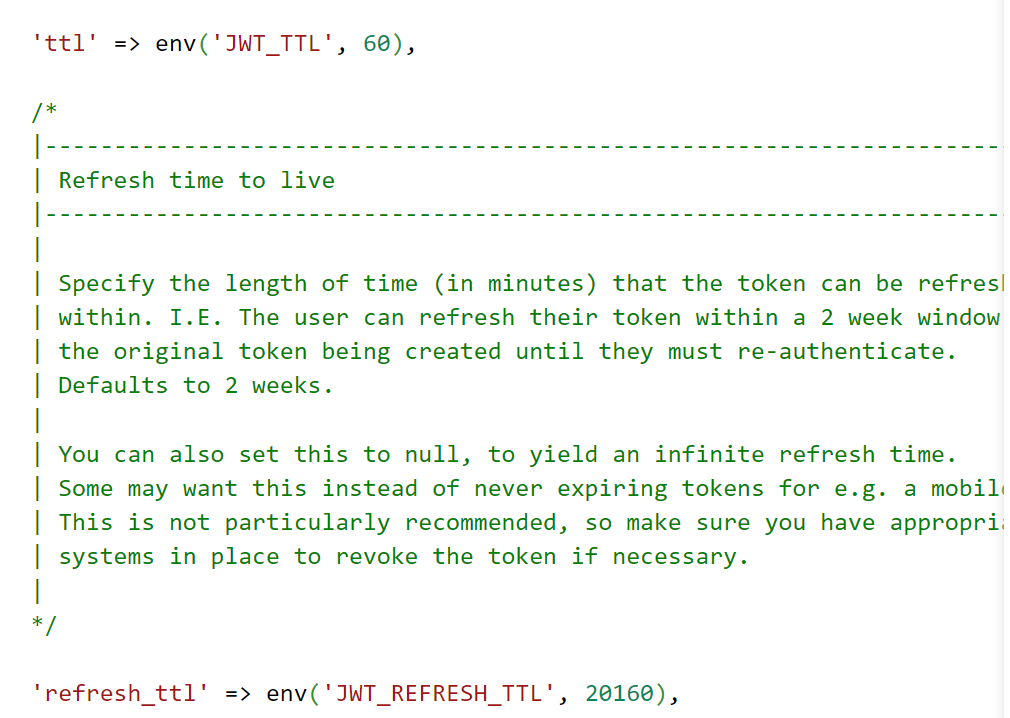 'ttl' => env('JWT_TTL', 60),
/*
|---------------------------------------------------------------------
| Refresh time to live
|---------------------------------------------------------------------
|
| Specify the length of time (in minutes) that the token can be
| within. I.E. The user can refresh their token within a 2 week window
| the original token being created until they must re-authenticate.
| Defaults to 2 weeks.
|
| You can also set this to null, to yield an infinite refresh time.
| Some may want this instead of never expiring tokens for e.g. a
| This is not particularly recommended, so make sure you have
| systems in place to revoke the token if necessary.
|
*/
'refresh_ttl' => env('JWT_REFRESH_TTL', 20160),